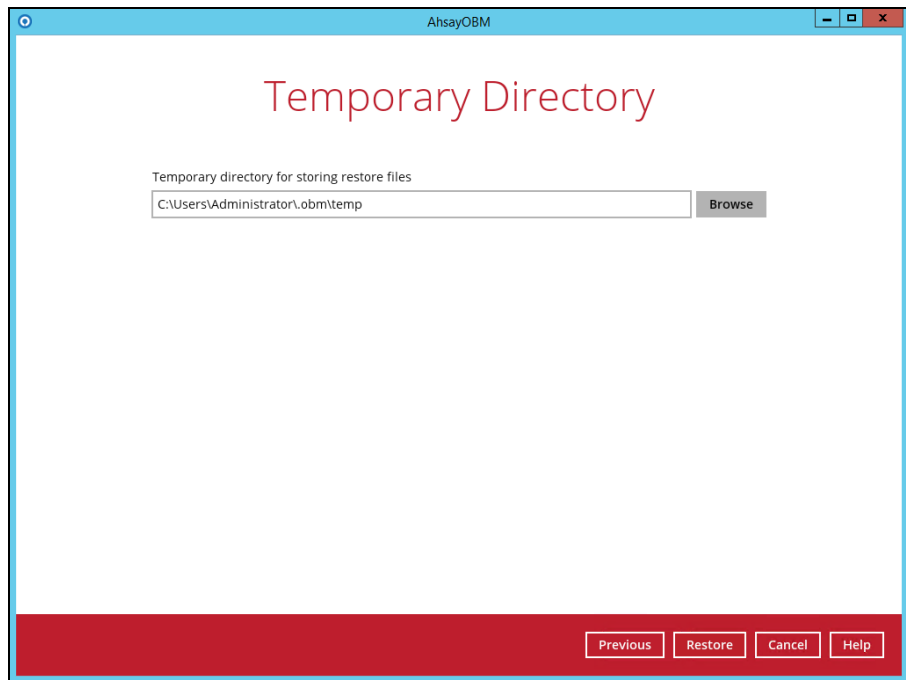 AhsayOBM
Temporary Directory
Temporary directory for storing restore files
C:\Users\Administrator\.obm\temp
Browse
Previous
Restore
Cancel
Help